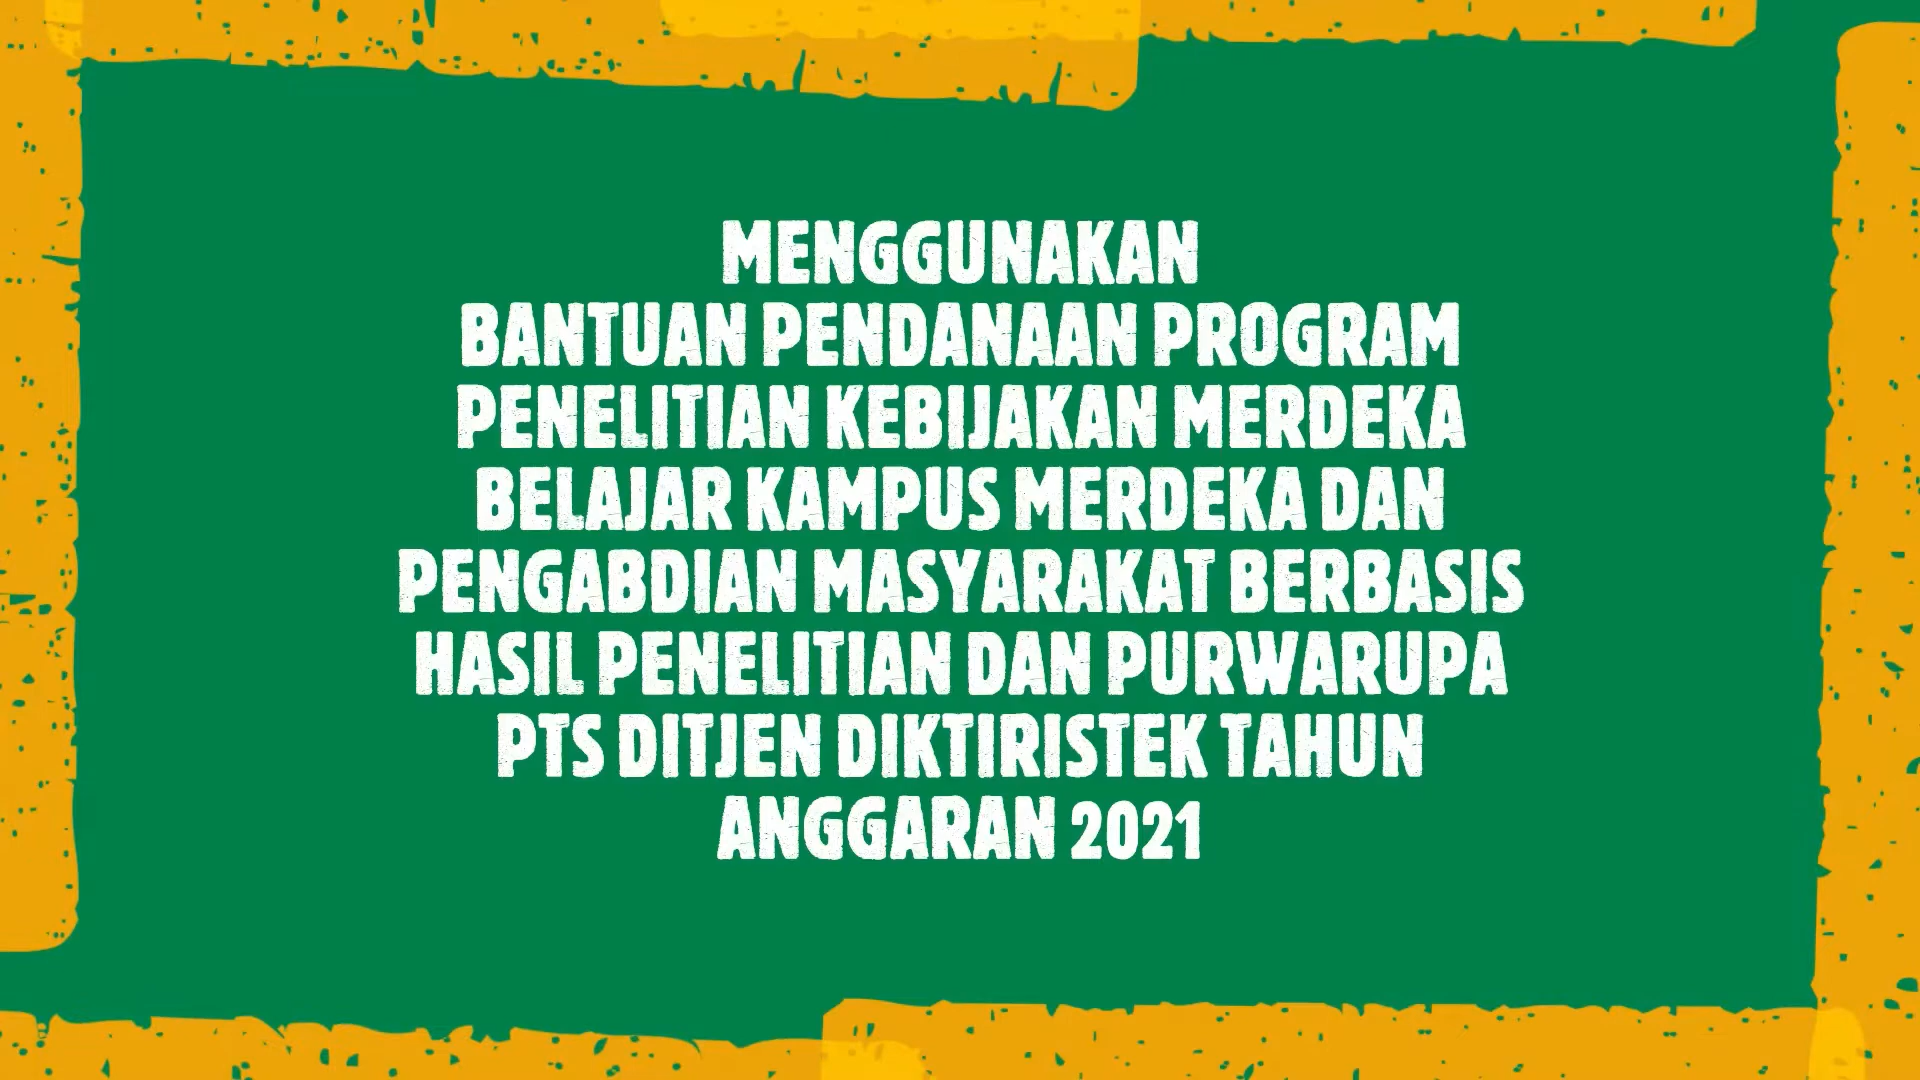 MENGGUNAKAN
BANTUAN PENDANAAN PROGRAM
PENELITIAN KEBIJAKAN MERDEKA
BELAJAR KAMPUS MERDEKA DAN
PENGABDIAN MASYARAKAT BERBASIS
HASIL PENELITIAN DAN PURWARUPA
PTS DITJEN DIKTIRISTEK TAHUN
ANGGARAN 2021